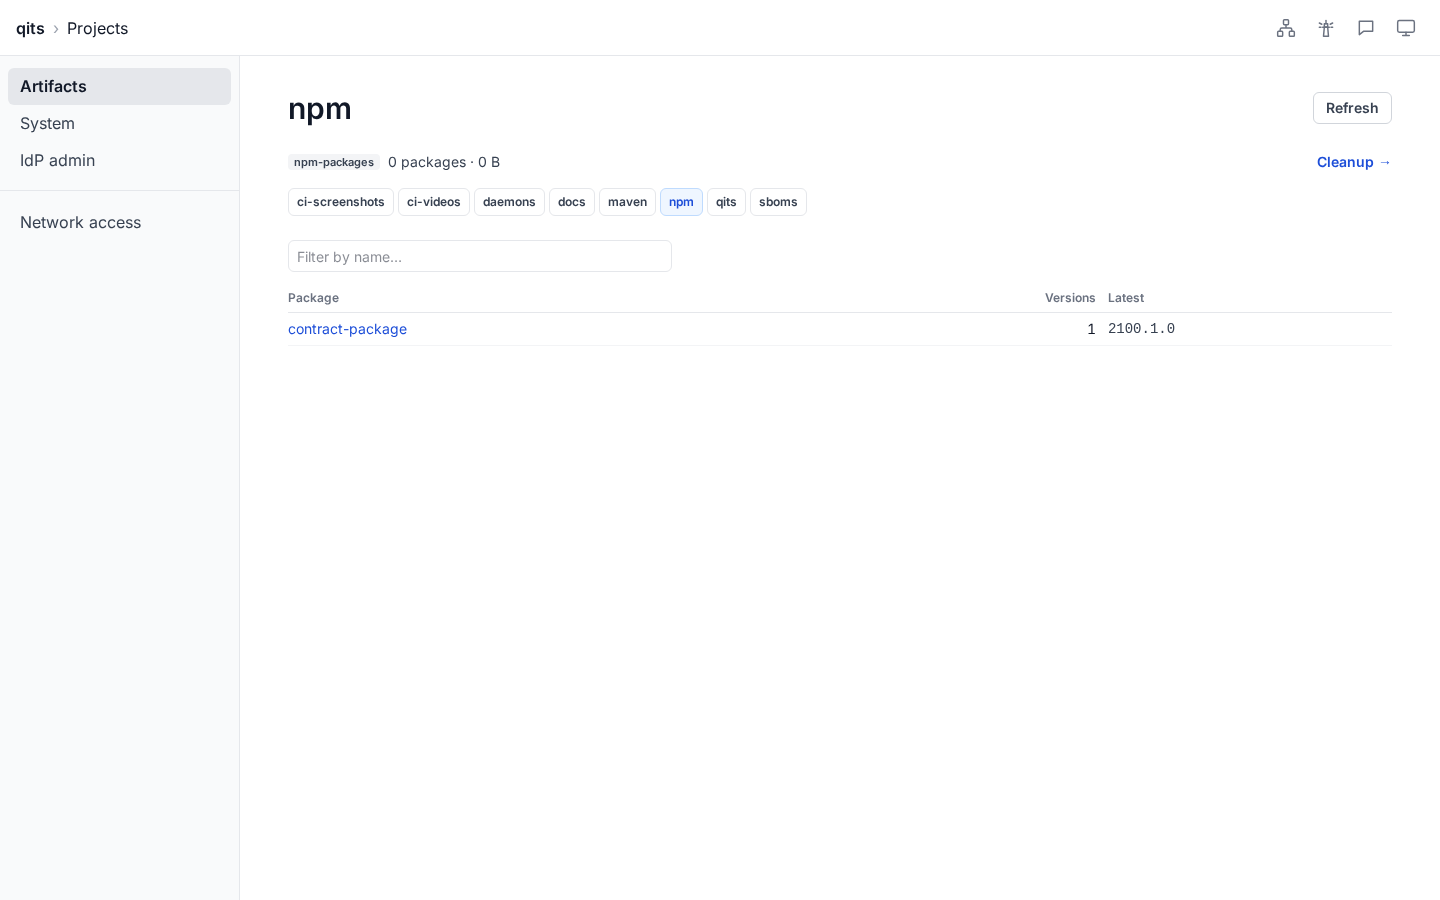 qits › Projects
Artifacts
System
IdP admin
Network access
npm
Refresh
npm-packages 0 packages · 0 B
Cleanup →
ci-screenshots ci-videos daemons docs maven npm qits sboms
Filter by name...
Package Versions Latest
contract-package 1 2100.1.0